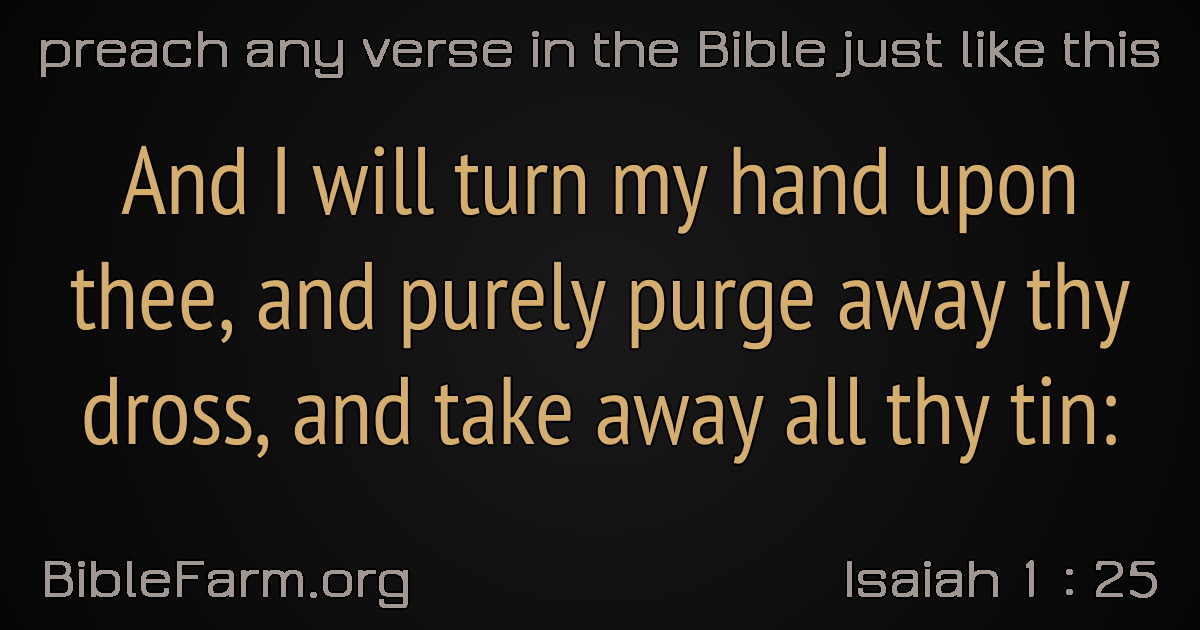 preach any verse in the Bible just like this
And I will turn my hand upon
thee, and purely purge away thy
dross, and take away all thy tin:
BibleFarm.org
Isaiah 1 : 25